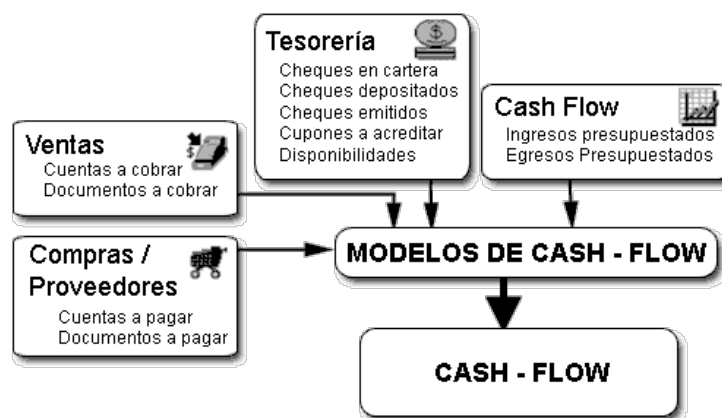 Tesorería
Cheques en cartera
Cheques depositados
Cheques emitidos
Cupones a acreditar
Disponibilidades
Cash Flow
Ingresos presupuestados
Egresos Presupuestados
Ventas
Cuentas a cobrar
Documentos a cobrar
Compras /
Proveedores
Cuentas a pagar
Documentos a pagar
MODELOS DE CASH - FLOW
CASH - FLOW